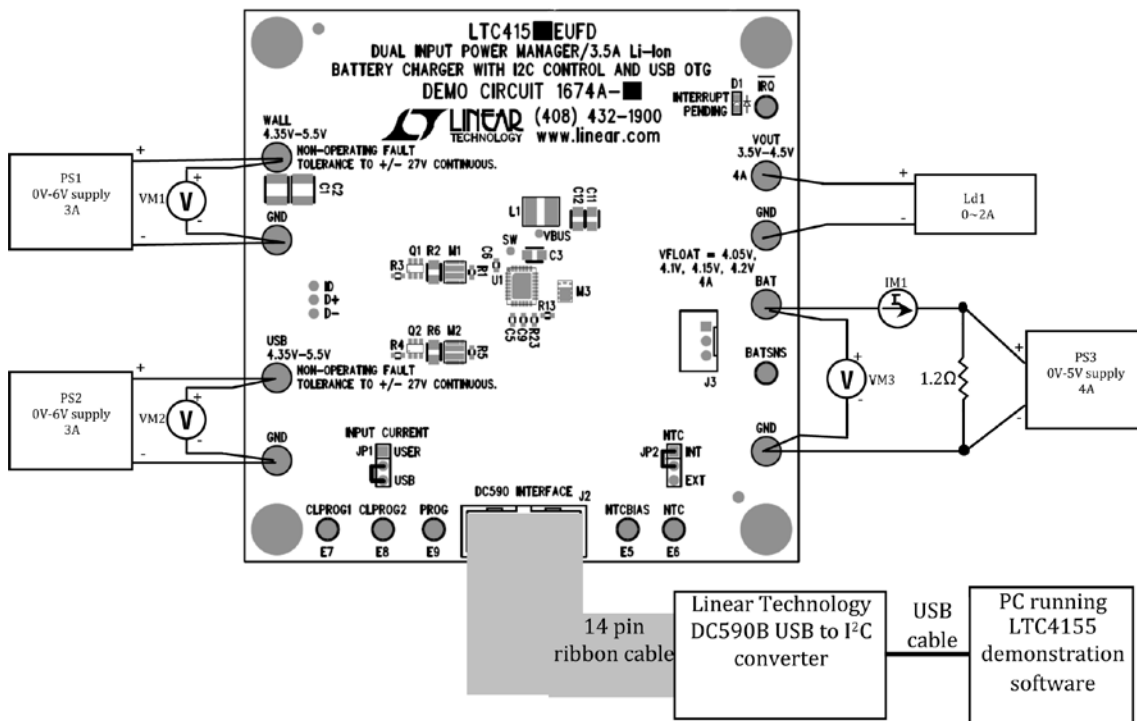 LTC415■EUFD
DUAL INPUT POWER MANAGER/3.5A Li-Ion
BATTERY CHARGER WITH I2C CONTROL AND USB OTG
DEMO CIRCUIT 1674A-■
LINEAR
TECHNOLOGY
(408) 432-1900
www.linear.com
D1
IRQ
INTERRUPT
PENDING
WALL
4.35V-5.5V
NON-OPERATING FAULT
TOLERANCE TO +/- 27V CONTINUOUS.
C1
C2
GND
PS1
0V-6V supply
3A
+
-
VM1
+
V
-
VOUT
3.5V-4.5V
4A
GND
+
-
Ld1
0~2A
L1
C12
C11
VBUS
SW
C3
C6
U1
Q1 R2 M1
R3
R1
M3
R13
C5
C9
R23
VFLOAT = 4.05V,
4.1V, 4.15V, 4.2V
4A
BAT
IM1
I
ID
D+
D-
Q2 R6 M2
R4
R5
J3
BATSNS
+
V
-
VM3
1.2Ω
+
-
PS3
0V-5V supply
4A
USB
4.35V-5.5V
NON-OPERATING FAULT
TOLERANCE TO +/- 27V CONTINUOUS.
GND
PS2
0V-6V supply
3A
+
-
VM2
+
V
-
GND
INPUT CURRENT
JP1
USER
USB
NTC
JP2
INT
EXT
DC590 INTERFACE
J2
CLPROG1
E7
CLPROG2
E8
PROG
E9
NTCBIAS
E5
NTC
E6
14 pin
ribbon cable
Linear Technology
DC590B USB to I²C
converter
USB
cable
PC running
LTC4155
demonstration
software